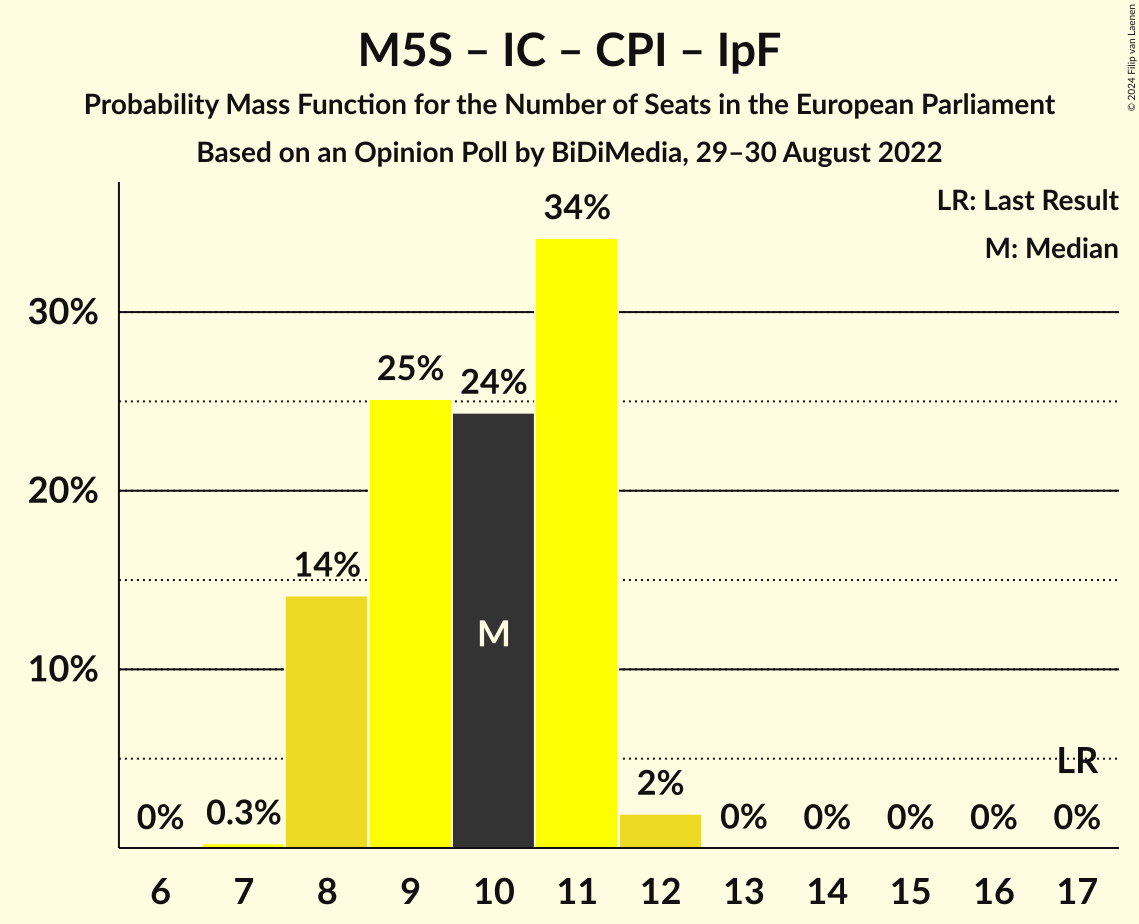 M5S – IC – CPI – IpF
Probability Mass Function for the Number of Seats in the European Parliament
Based on an Opinion Poll by BiDiMedia, 29–30 August 2022
© 2024 Filip van Laenen
LR: Last Result
M: Median
30%
20%
10%
0%
0.3%
14%
25%
24%
34%
2%
0%
0%
0%
0%
0%
M
LR
6 7 8 9 10 11 12 13 14 15 16 17